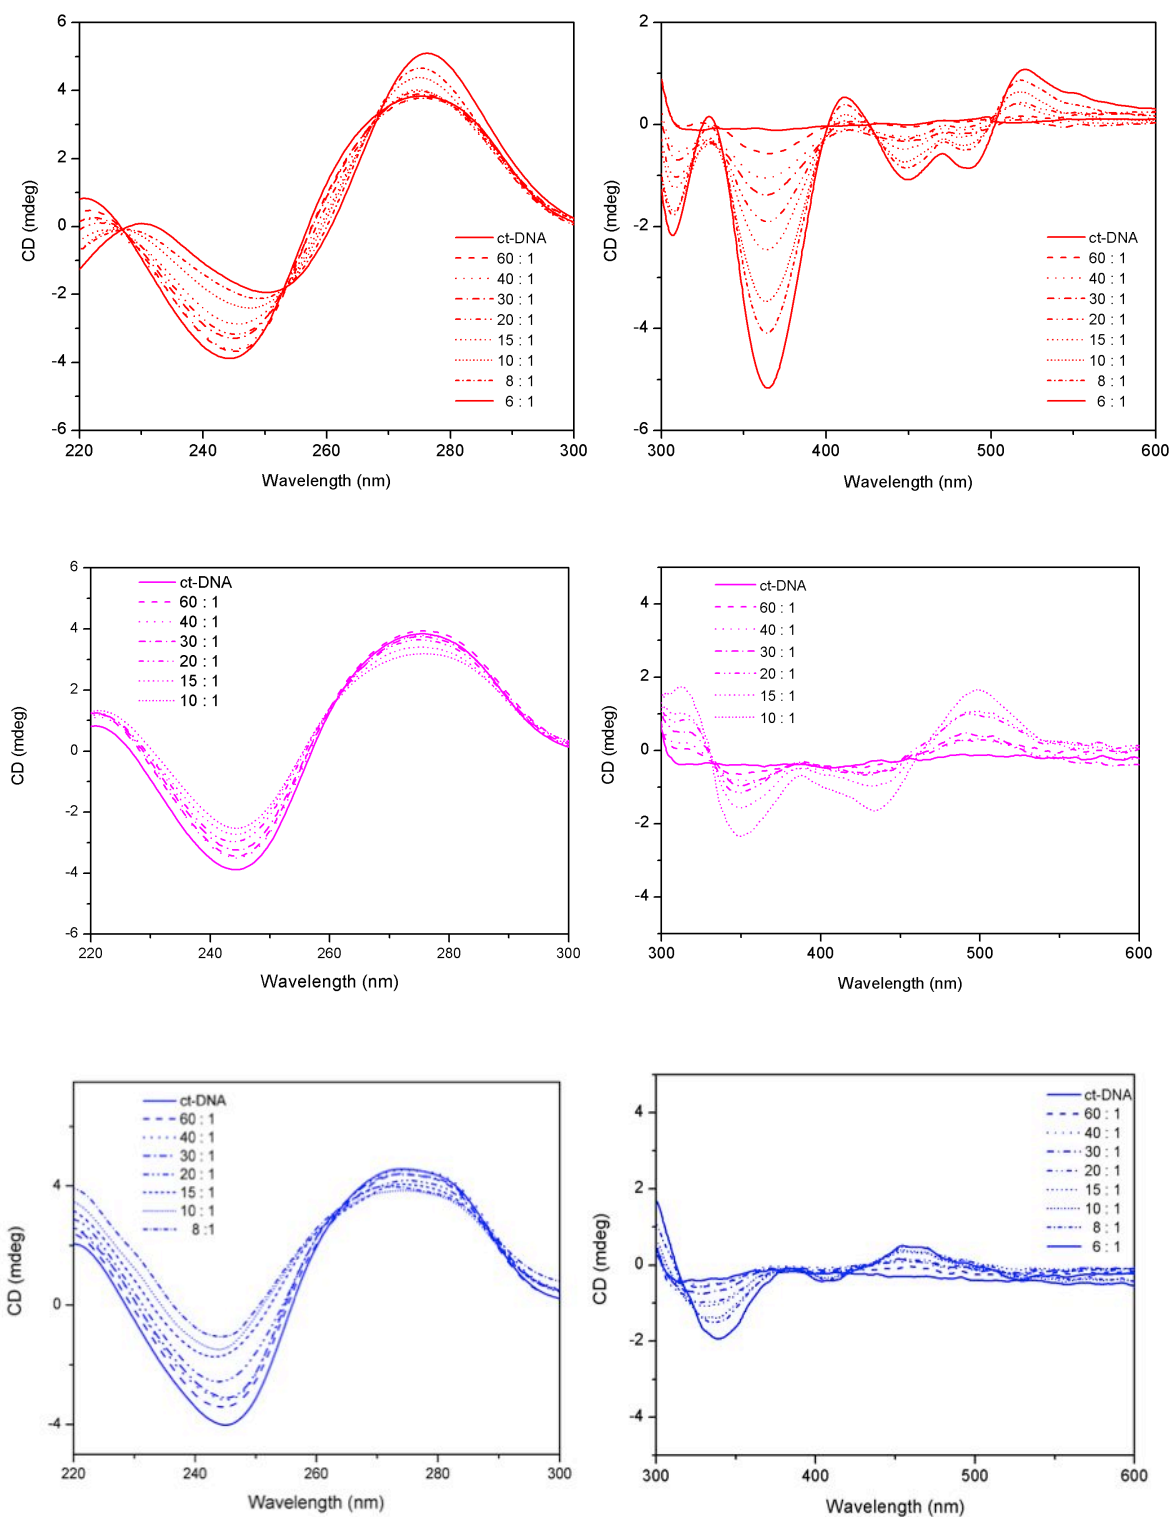 6
4
2
0
-2
-4
-6
CD (mdeg)
ct-DNA
60 : 1
40 : 1
30 : 1
20 : 1
15 : 1
10 : 1
8 : 1
6 : 1
220
240
260
280
300
Wavelength (nm)
2
0
-2
-4
-6
CD (mdeg)
ct-DNA
60 : 1
40 : 1
30 : 1
20 : 1
15 : 1
10 : 1
8 : 1
6 : 1
300
400
500
600
Wavelength (nm)
6
4
2
0
-2
-4
-6
CD (mdeg)
ct-DNA
60 : 1
40 : 1
30 : 1
20 : 1
15 : 1
10 : 1
220
240
260
280
300
Wavelength (nm)
4
2
0
-2
-4
CD (mdeg)
ct-DNA
60 : 1
40 : 1
30 : 1
20 : 1
15 : 1
10 : 1
300
400
500
600
Wavelength (nm)
4
0
-4
CD (mdeg)
ct-DNA
60 : 1
40 : 1
30 : 1
20 : 1
15 : 1
10 : 1
8 :1
220
240
260
280
300
Wavelength (nm)
4
2
0
-2
-4
CD (mdeg)
ct-DNA
60 : 1
40 : 1
30 : 1
20 : 1
15 : 1
10 : 1
8 : 1
6 : 1
300
400
500
600
Wavelength (nm)